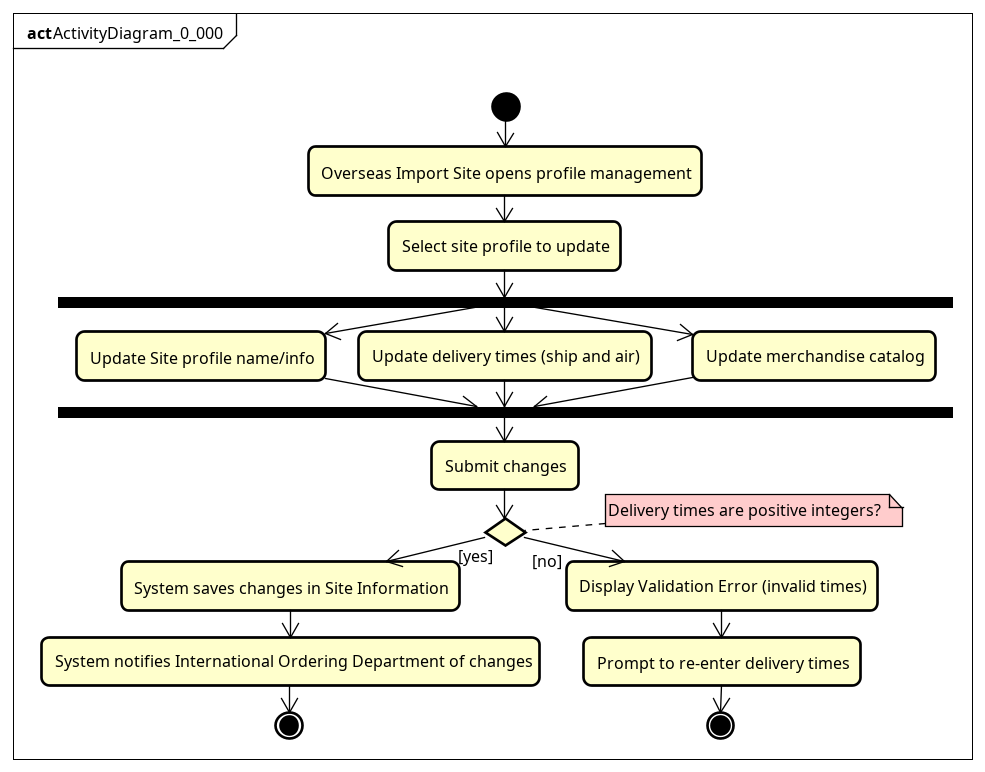 actActivityDiagram_0_000
Overseas Import Site opens profile management
Select site profile to update
Update Site profile name/info
Update delivery times (ship and air)
Update merchandise catalog
Submit changes
Delivery times are positive integers?
[yes]
[no]
System saves changes in Site Information
Display Validation Error (invalid times)
System notifies International Ordering Department of changes
Prompt to re-enter delivery times